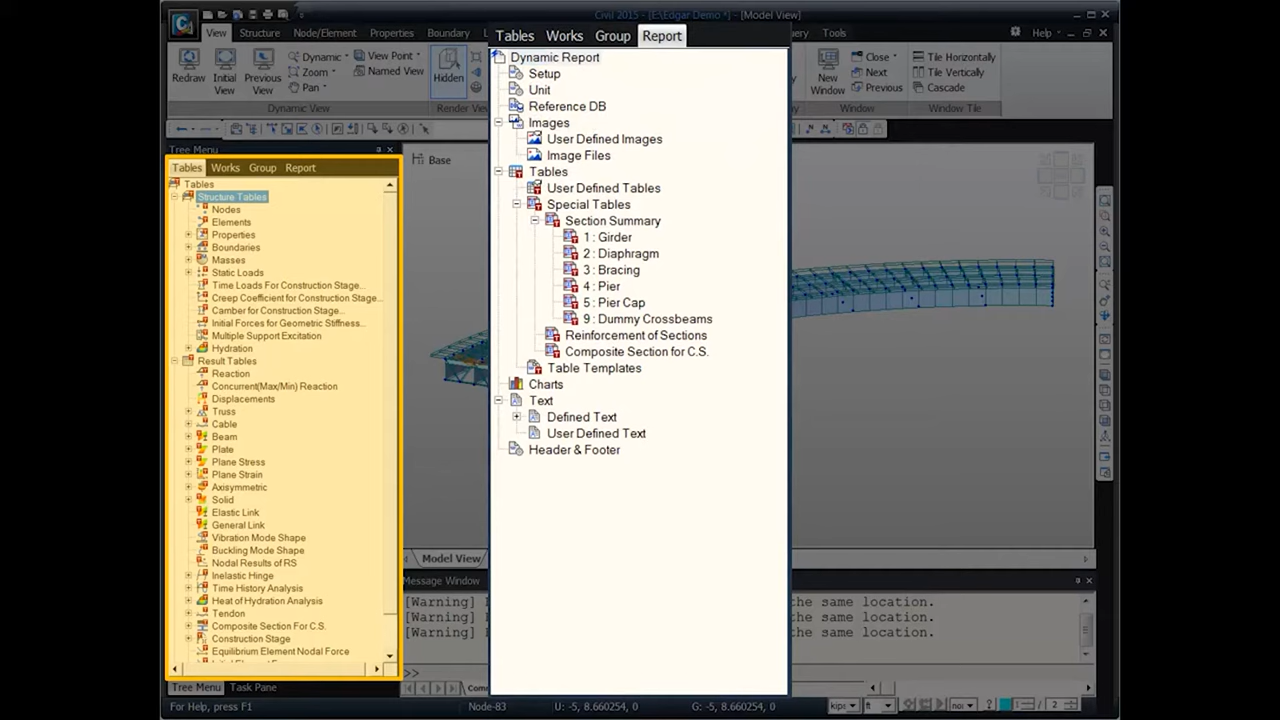 Civil 2015 - [E:\Edgar Demo *] - [Model View]
View Structure Node/Element Properties Boundary Tools Help
Redraw
Initial View
Previous View
Dynamic
Zoom
Pan
View Point
Named View
Hidden
New Window
Close
Next
Previous
Tile Horizontally
Tile Vertically
Cascade
Dynamic View
Render
Window
Window Tile
Base
Tree Menu
Tables Works Group Report
Tables
Structure Tables
Nodes
Elements
Properties
Boundaries
Masses
Static Loads
Time Loads For Construction Stage...
Creep Coefficient for Construction Stage...
Camber for Construction Stage...
Initial Forces for Geometric Stiffness...
Multiple Support Excitation
Hydration
Result Tables
Reaction
Concurrent(Max/Min) Reaction
Displacements
Truss
Cable
Beam
Plate
Plane Stress
Plane Strain
Axisymmetric
Solid
Elastic Link
General Link
Vibration Mode Shape
Buckling Mode Shape
Nodal Results of RS
Inelastic Hinge
Time History Analysis
Heat of Hydration Analysis
Tendon
Composite Section For C.S.
Construction Stage
Equilibrium Element Nodal Force
Tree Menu Task Pane
Tables Works Group Report
Dynamic Report
Setup
Unit
Reference DB
Images
User Defined Images
Image Files
Tables
User Defined Tables
Special Tables
Section Summary
1 : Girder
2 : Diaphragm
3 : Bracing
4 : Pier
5 : Pier Cap
9 : Dummy Crossbeams
Reinforcement of Sections
Composite Section for C.S.
Table Templates
Charts
Text
Defined Text
User Defined Text
Header & Footer
Model View
Message Window
[Warning] the same location.
[Warning] the same location.
[Warning] the same location.
>>
For Help, press F1 Node-83 U: -5, 8.660254, 0 G: -5, 8.660254, 0 kips ft 1 / 2